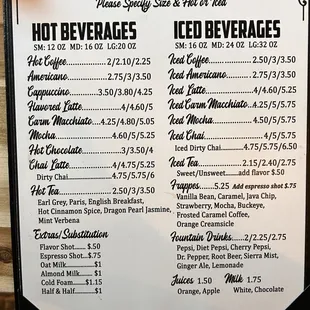 Please Specify Size & Hot or Iced
HOT BEVERAGES
SM: 12 OZ MD: 16 OZ LG:20 OZ
Hot Coffee................2/2.10/2.25
Americano................2.75/3/3.50
Cappuccino..............3.50/3.80/4.25
Flavored Latte............4/4.60/5
Carm Macchiato....4.25/4.80/5.05
Mocha................4.60/5/5.25
Hot Chocolate..........3/3.50/4
Chai Latte..............4/4.75/5.25
Dirty Chai.............4.75/5.75/6
Hot Tea................2.50/3/3.50
Earl Grey, Paris, English Breakfast,
Hot Cinnamon Spice, Dragon Pearl Jasmine,
Mint Verbena
Extras/Substitution
Flavor Shot...... $.50
Espresso Shot..$.75
Oat Milk..........$1
Almond Milk.... $1
Cold Foam.......$1.15
Half & Half.......$1
ICED BEVERAGES
SM: 16 OZ MD: 24 OZ LG:32 OZ
Iced Coffee.............2.50/3/3.50
Iced Americano........2.75/3/3.50
Iced Latte..............4/4.60/5.25
Iced Carm Macchiato..4.25/5/5.25
Iced Mocha............4.50/5/5.25
Iced Chai...............4/5/5.25
Iced Dirty Chai.......4.75/5.75/6.50
Iced Tea...............2.15/2.40/2.75
Sweet/Unsweet.......add flavor $.50
Frappes......5.25 Add espresso shot $.75
Vanilla Bean, Caramel, Java Chip,
Strawberry, Mocha, Buckeye,
Frosted Caramel Coffee,
Orange Creamsicle
Fountain Drinks.....2/2.25/2.75
Pepsi, Diet Pepsi, Cherry Pepsi,
Dr. Pepper, Root Beer, Sierra Mist,
Ginger Ale, Lemonade
Juices 1.50 Milk 1.75
Orange, Apple White, Chocolate